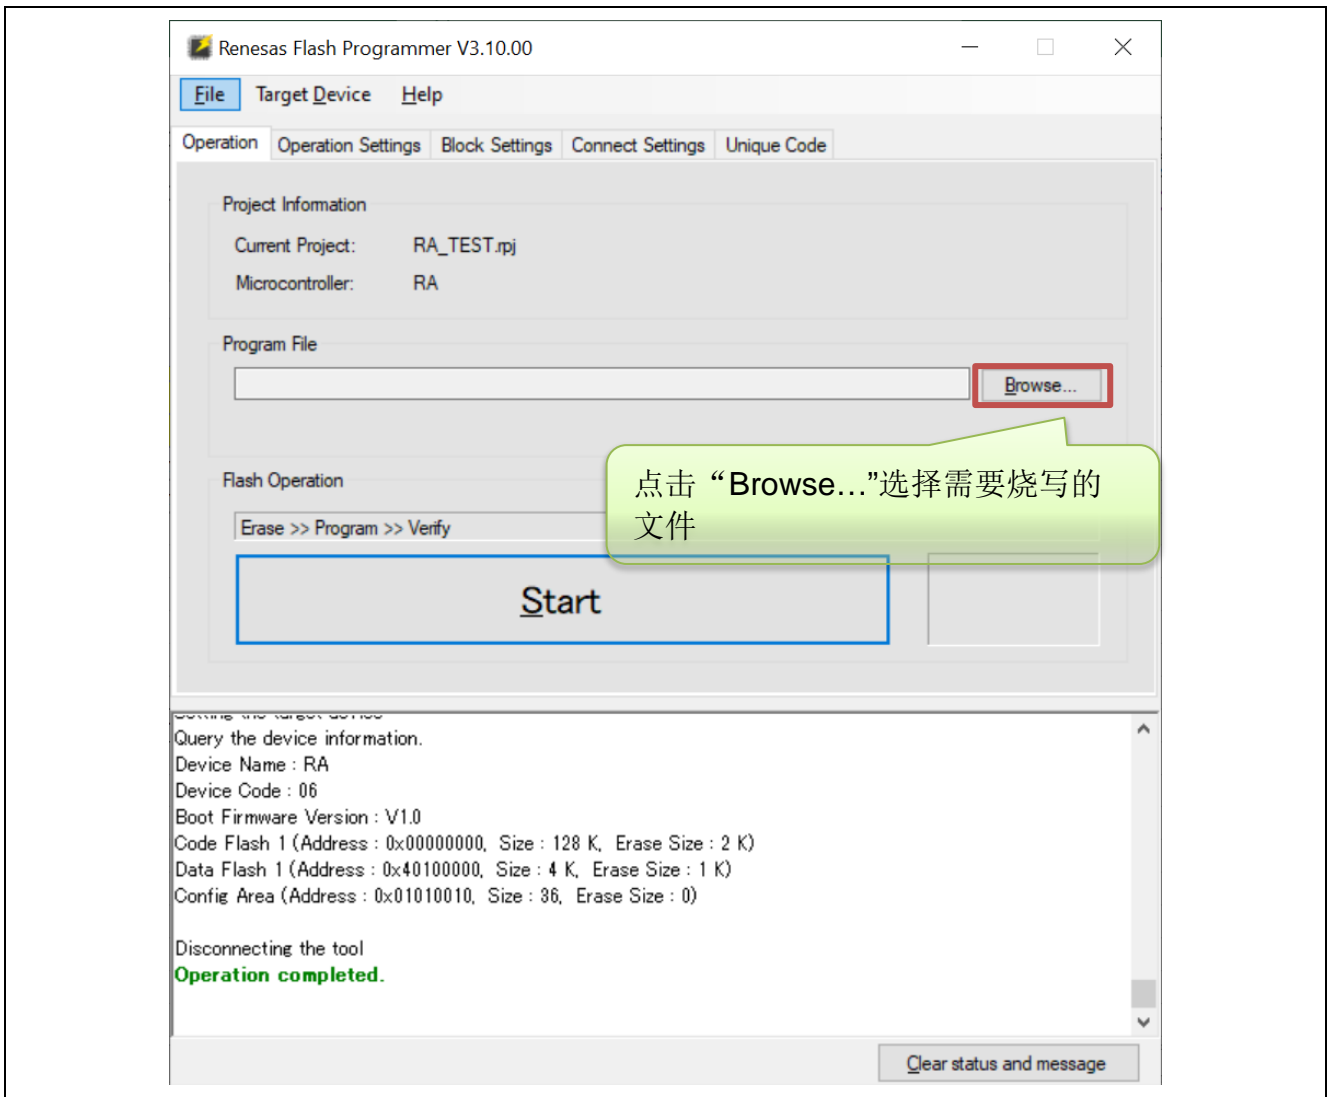 Renesas Flash Programmer V3.10.00
File Target Device Help
Operation Operation Settings Block Settings Connect Settings Unique Code
Project Information
Current Project: RA_TEST.rpj
Microcontroller: RA
Program File
Browse...
点击“Browse…”选择需要烧写的
文件
Flash Operation
Erase >> Program >> Verify
Start
Setting the target device
Query the device information.
Device Name : RA
Device Code : 06
Boot Firmware Version : V1.0
Code Flash 1 (Address : 0x00000000, Size : 128 K, Erase Size : 2 K)
Data Flash 1 (Address : 0x40100000, Size : 4 K, Erase Size : 1 K)
Config Area (Address : 0x01010010, Size : 36, Erase Size : 0)
Disconnecting the tool
Operation completed.
Clear status and message